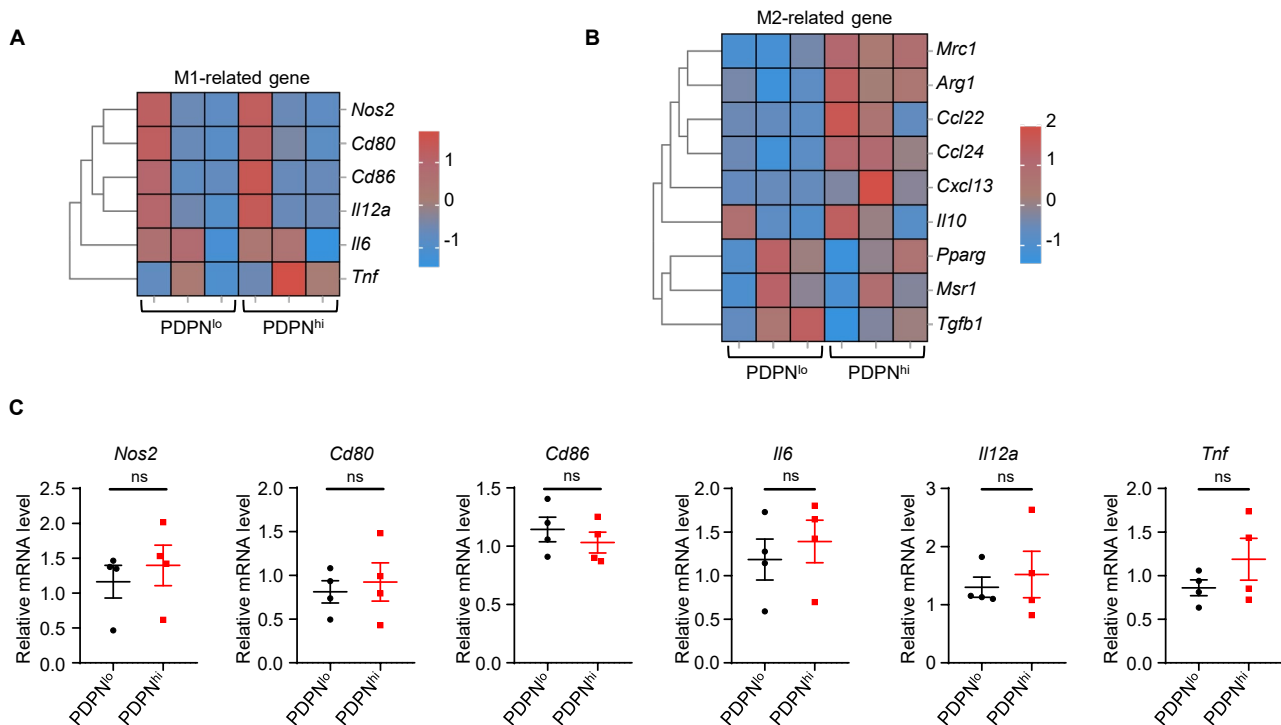 A
M1-related gene
Nos2
Cd80
Cd86
Il12a
Il6
Tnf
1
0
-1
PDPNlo
PDPNhi
B
M2-related gene
Mrc1
Arg1
Ccl22
Ccl24
Cxcl13
Il10
Pparg
Msr1
Tgfb1
2
1
0
-1
PDPNlo
PDPNhi
C
Nos2
ns
Relative mRNA level
2.5
2.0
1.5
1.0
0.5
0.0
PDPNlo
PDPNhi
Cd80
ns
Relative mRNA level
2.0
1.5
1.0
0.5
0.0
PDPNlo
PDPNhi
Cd86
ns
Relative mRNA level
1.5
1.0
0.5
0.0
PDPNlo
PDPNhi
Il6
ns
Relative mRNA level
2.0
1.5
1.0
0.5
0.0
PDPNlo
PDPNhi
Il12a
ns
Relative mRNA level
3
2
1
0
PDPNlo
PDPNhi
Tnf
ns
Relative mRNA level
2.0
1.5
1.0
0.5
0.0
PDPNlo
PDPNhi